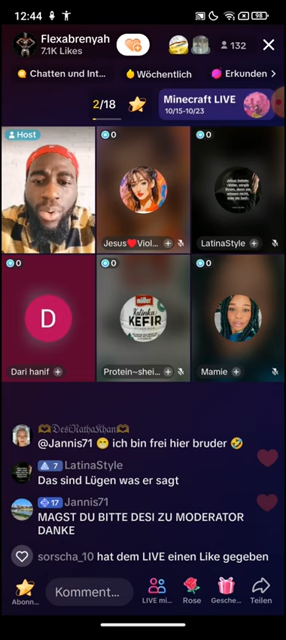 12:44
98
Flexabrenyah
7.1K Likes
132
Chatten und Int...
Wöchentlich
Erkunden
2/18
Minecraft LIVE
10/15-10/23
Host
0
0
Jesus❤️Viol...
LatinaStyle
0
0
0
D
müller
Kalinka
KEFIR
Dari hanif
Protein~shei...
Mamie
DesiRathaKhan
@Jannis71 😁 ich bin frei hier bruder 🤣
7 LatinaStyle
Das sind Lügen was er sagt
17 Jannis71
MAGST DU BITTE DESI ZU MODERATOR
DANKE
sorscha_10 hat dem LIVE einen Like gegeben
Komment...
Abonn...
LIVE mi...
Rose
Gesche...
Teilen